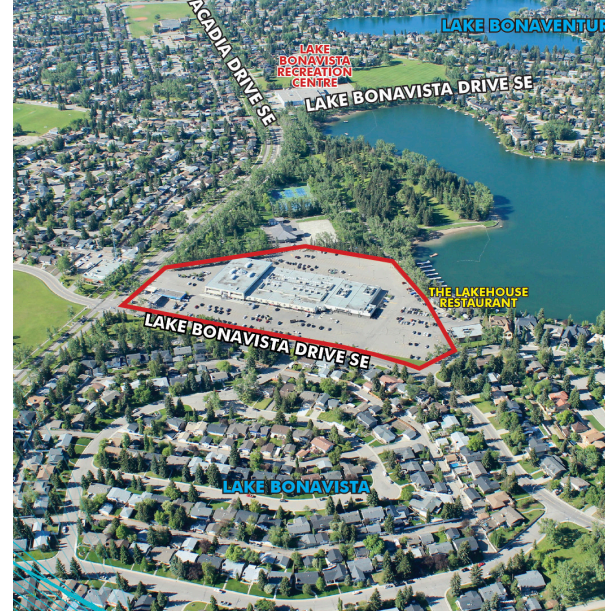 ACADIA DRIVE SE
LAKE BONAVENTUR
LAKE
BONAVISTA
RECREATION
CENTRE
LAKE BONAVISTA DRIVE SE
THE LAKEHOUSE
RESTAURANT
LAKE BONAVISTA DRIVE SE
LAKE BONAVISTA